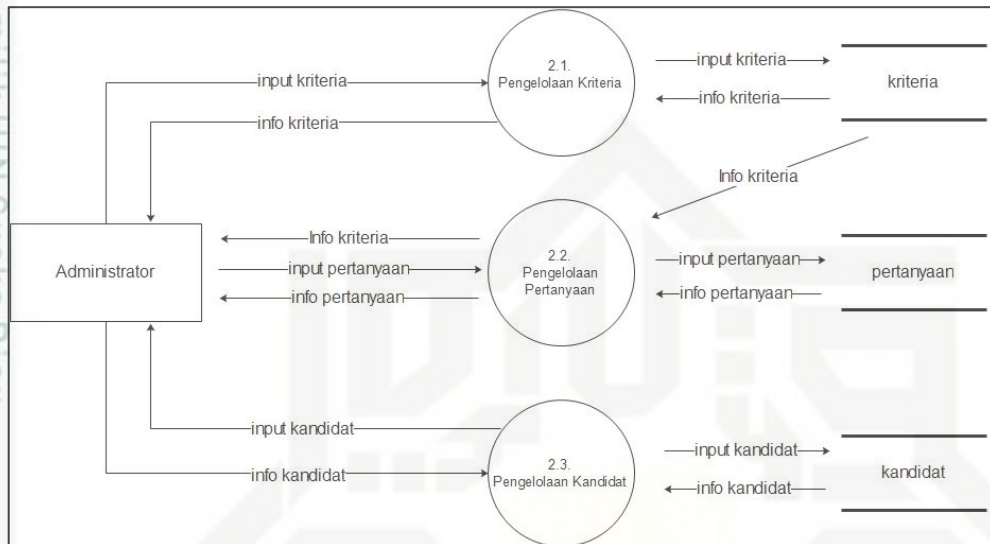 input kriteria
info kriteria
2.1.
Pengelolaan Kriteria
input kriteria
info kriteria
kriteria
Info kriteria
Administrator
Info kriteria
input pertanyaan
info pertanyaan
2.2.
Pengelolaan
Pertanyaan
input pertanyaan
info pertanyaan
pertanyaan
input kandidat
info kandidat
2.3.
Pengelolaan Kandidat
input kandidat
info kandidat
kandidat